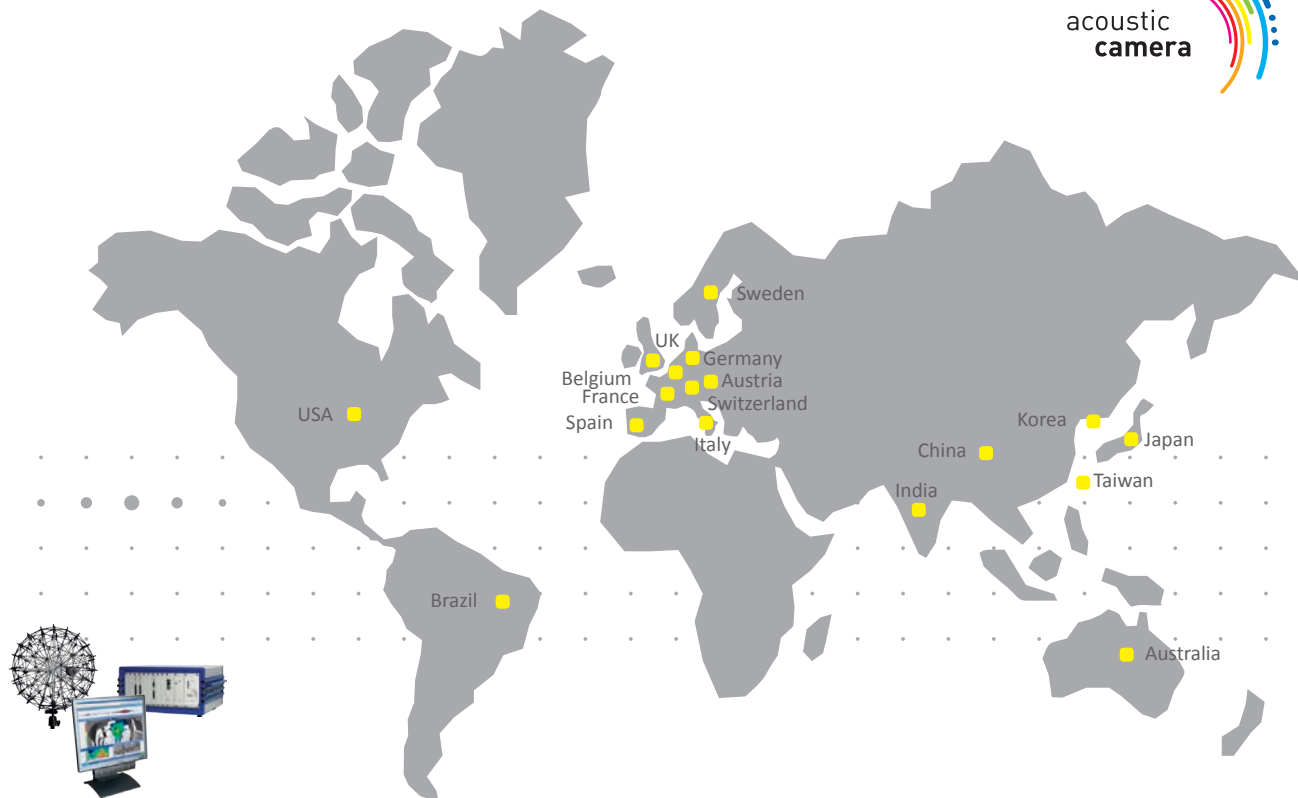 acoustic
camera
Sweden
UK
Germany
Belgium
Austria
France
Switzerland
USA
Spain
Italy
Korea
Japan
China
Taiwan
India
Brazil
Australia